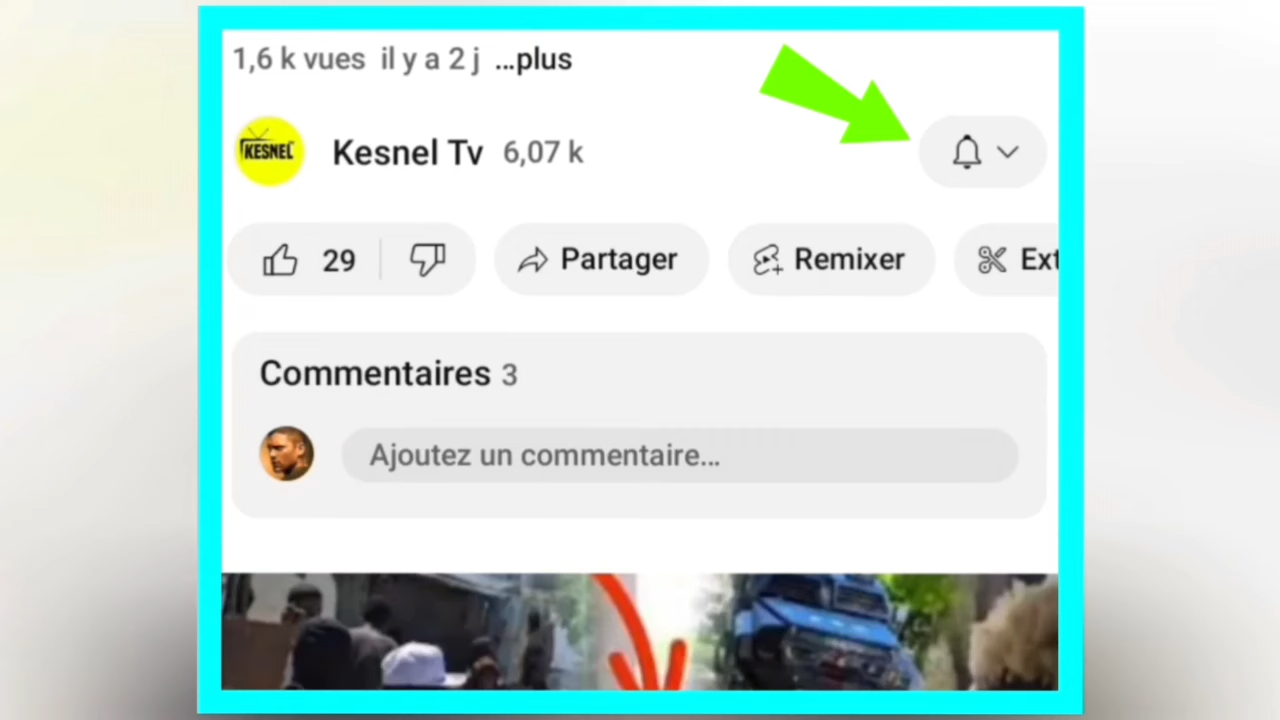 1,6 k vues il y a 2 j ...plus
KESNEL
Kesnel Tv 6,07 k
29 Partager Remixer Ext
Commentaires 3
Ajoutez un commentaire...